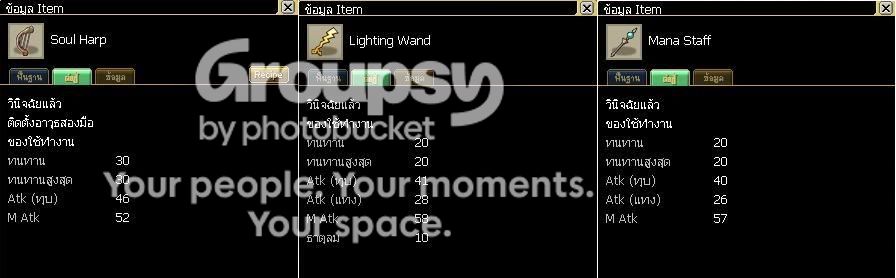 ข้อมูล Item
Soul Harp
Recipe
พื้นฐาน ต่อสู้ ข้อมูล
วินิจฉัยแล้ว
ติดตั้งอาวุธสองมือ
ของใช้ทำงาน
ทนทาน 30
ทนทานสูงสุด 30
Atk (ทุบ) 46
M Atk 52
ข้อมูล Item
Lighting Wand
พื้นฐาน ต่อสู้ ข้อมูล
วินิจฉัยแล้ว
ของใช้ทำงาน
ทนทาน 20
ทนทานสูงสุด 20
Atk (ทุบ) 41
Atk (แทง) 28
M Atk 58
ธาตุลม 10
ข้อมูล Item
Mana Staff
พื้นฐาน ต่อสู้ ข้อมูล
วินิจฉัยแล้ว
ของใช้ทำงาน
ทนทาน 20
ทนทานสูงสุด 20
Atk (ทุบ) 40
Atk (แทง) 26
M Atk 57
Groupsy
by photobucket
Your people. Your moments.
Your space.